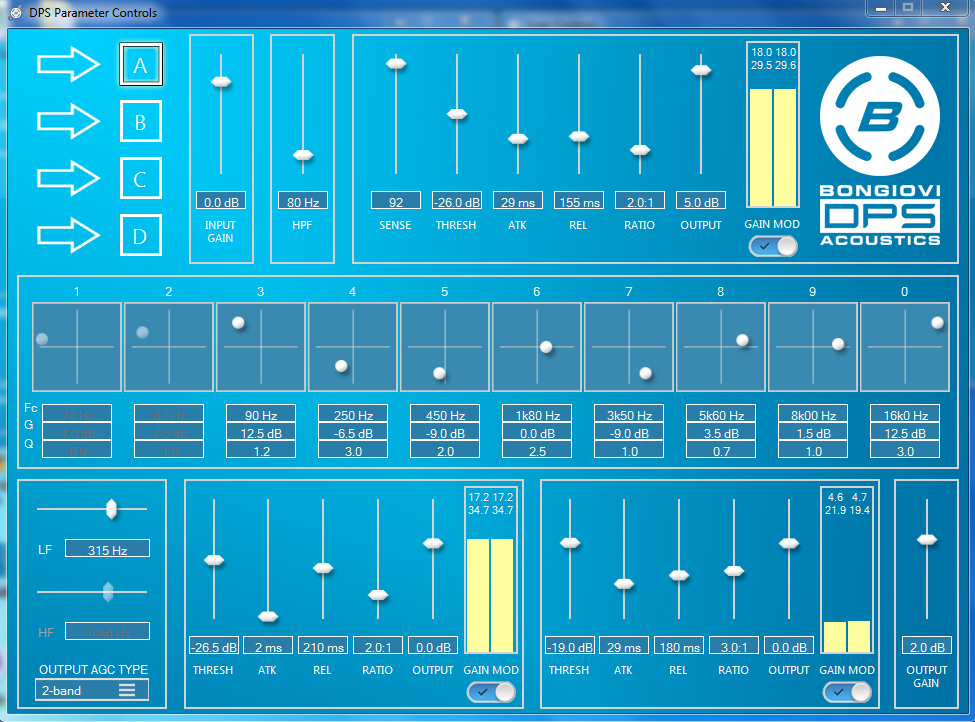 DPS Parameter Controls
A
B
C
D
0.0 dB
INPUT
GAIN
80 Hz
HPF
92 -26.0 dB 29 ms 155 ms 2.0:1 5.0 dB
SENSE THRESH ATK REL RATIO OUTPUT
18.0 18.0
29.5 29.6
GAIN MOD
B
BONGIOVI
DPS
ACOUSTICS
1 2 3 4 5 6 7 8 9 0
Fc 90 Hz 250 Hz 450 Hz 1k80 Hz 3k50 Hz 5k60 Hz 8k00 Hz 16k0 Hz
G 12.5 dB -6.5 dB -9.0 dB 0.0 dB -9.0 dB 3.5 dB 1.5 dB 12.5 dB
Q 1.2 3.0 2.0 2.5 1.0 0.7 1.0 3.0
LF 315 Hz
HF
OUTPUT AGC TYPE
2-band
17.2 17.2
34.7 34.7
-26.5 dB 2 ms 210 ms 2.0:1 0.0 dB
THRESH ATK REL RATIO OUTPUT GAIN MOD
4.6 4.7
21.9 19.4
-19.0 dB 29 ms 180 ms 3.0:1 0.0 dB
THRESH ATK REL RATIO OUTPUT GAIN MOD
2.0 dB
OUTPUT
GAIN